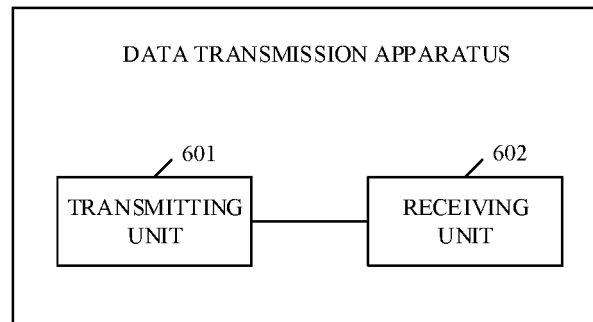 DATA TRANSMISSION APPARATUS
601
602
TRANSMITTING
UNIT
RECEIVING
UNIT